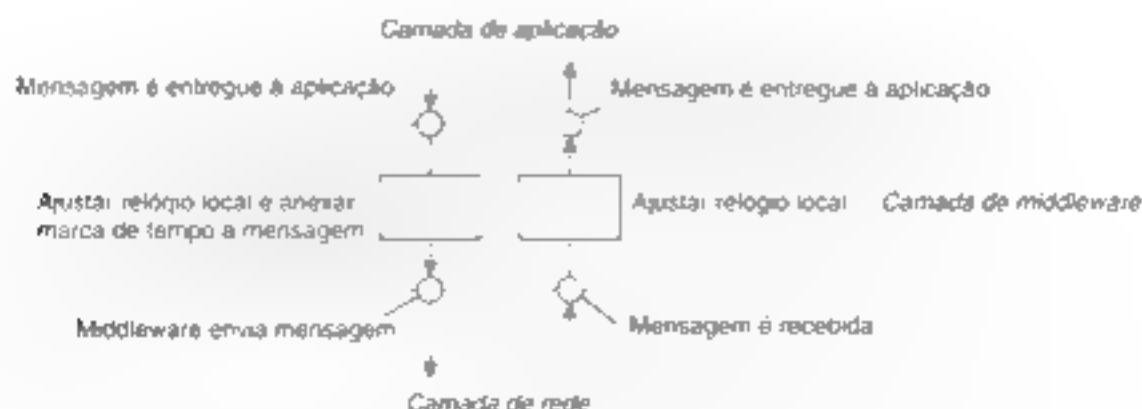 Camada de aplicação
Mensagem é entregue à aplicação
Mensagem é entregue à aplicação
Ajustar relógio local e anexar
marca de tempo a mensagem
Ajustar relógio local
Camada de middleware
Middleware envia mensagem
Mensagem é recebida
Camada de rede